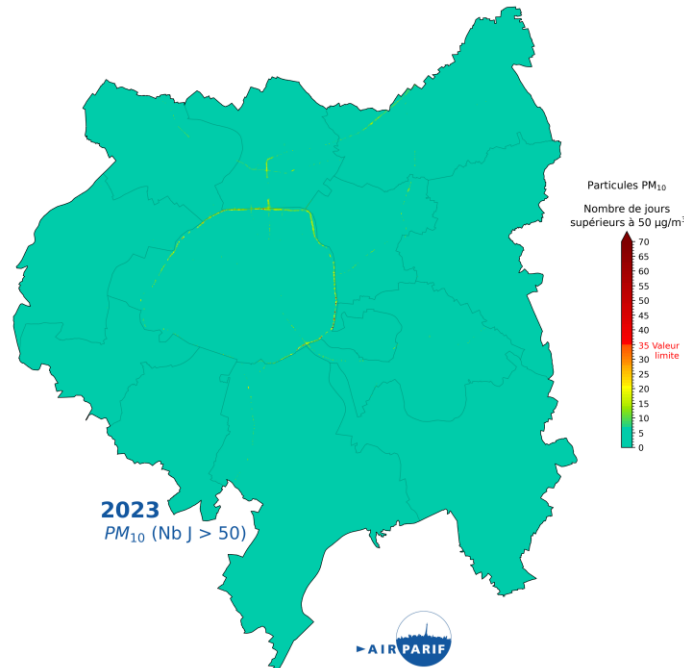 Particules PM₁₀
Nombre de jours
supérieurs à 50 µg/m³
70
65
60
55
50
45
40
35 Valeur
limite
30
25
20
15
10
5
0
2023
PM₁₀ (Nb J > 50)
AIRPARIF